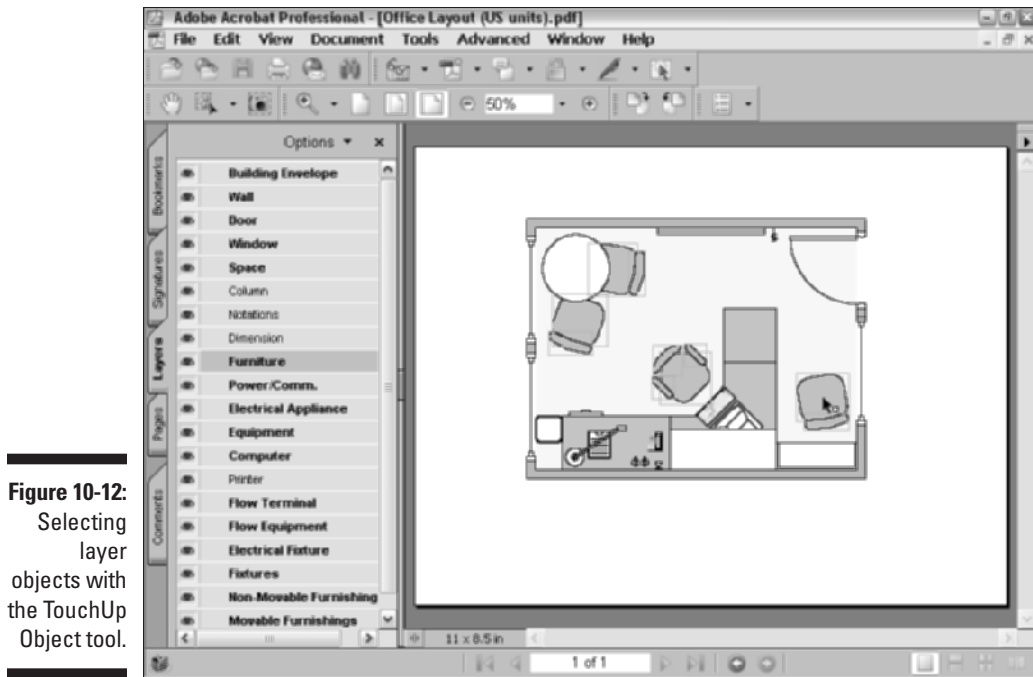 Adobe Acrobat Professional - [Office Layout (US units).pdf]
File Edit View Document Tools Advanced Window Help
50%
Options
Bookmarks
Signatures
Layers
Pages
Comments
Building Envelope
Wall
Door
Window
Space
Column
Notations
Dimension
Furniture
Power/Comm.
Electrical Appliance
Equipment
Computer
Printer
Flow Terminal
Flow Equipment
Electrical Fixture
Fixtures
Non-Movable Furnishing
Movable Furnishings
11 x 8.5 in
1 of 1
Figure 10-12:
Selecting
layer
objects with
the TouchUp
Object tool.